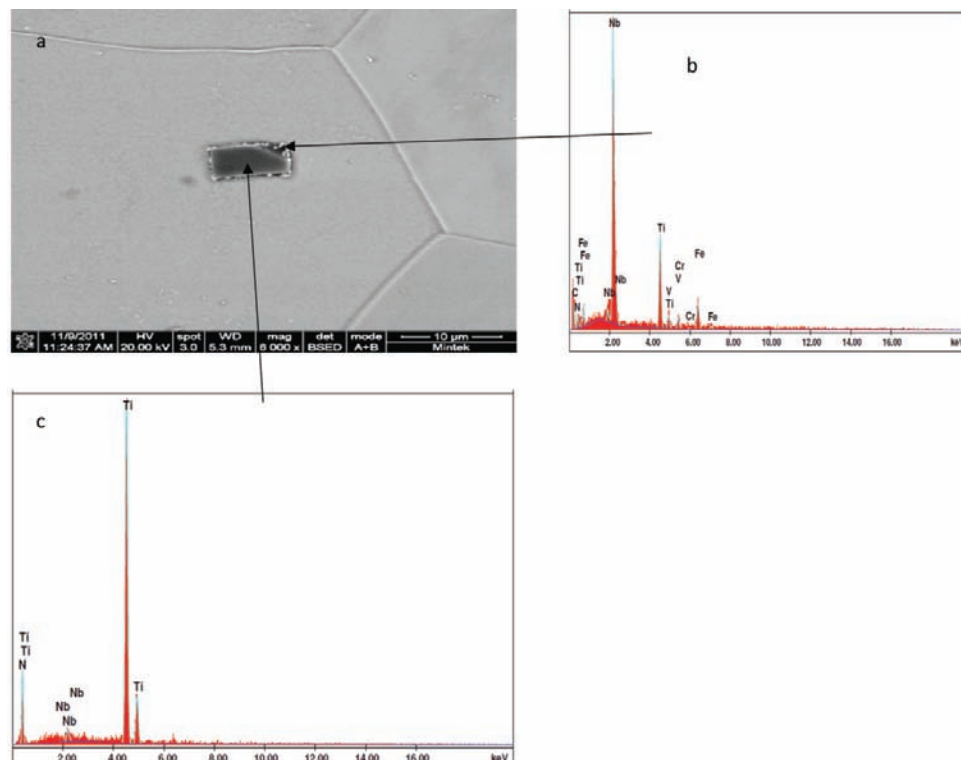 a
11/9/2011 HV spot WD mag det mode 10 µm
11:24:37 AM 20.00 kV 3.0 5.3 mm 6 000 x BSED A+B Mintek
b
Nb
Ti
Fe
Fe
Cr
Fe
V
Ti
Ti
Nb
V
C
Nb
Ti
N
Cr
Fe
2.00 4.00 6.00 8.00 10.00 12.00 14.00 16.00 keV
c
Ti
Ti
Ti
N
Nb
Ti
Nb
Nb
2.00 4.00 6.00 8.00 10.00 12.00 14.00 16.00 keV